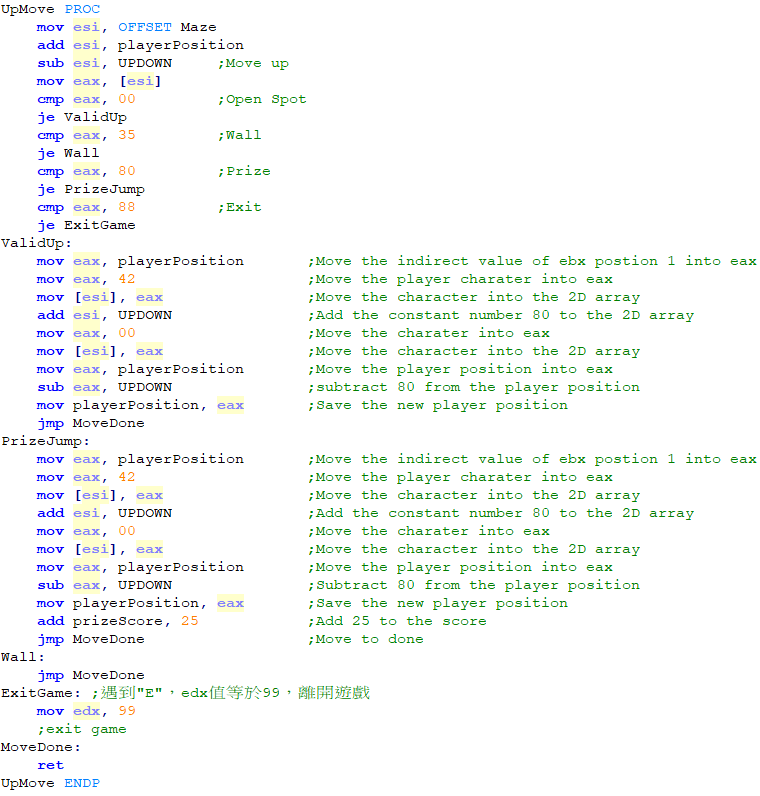 UpMove PROC
    mov esi, OFFSET Maze
    add esi, playerPosition
    sub esi, UPDOWN     ;Move up
    mov eax, [esi]
    cmp eax, 00         ;Open Spot
    je ValidUp
    cmp eax, 35         ;Wall
    je Wall
    cmp eax, 80         ;Prize
    je PrizeJump
    cmp eax, 88         ;Exit
    je ExitGame
ValidUp:
    mov eax, playerPosition       ;Move the indirect value of ebx postion 1 into eax
    mov eax, 42                   ;Move the player charater into eax
    mov [esi], eax                ;Move the character into the 2D array
    add esi, UPDOWN               ;Add the constant number 80 to the 2D array
    mov eax, 00                   ;Move the charater into eax
    mov [esi], eax                ;Move the character into the 2D array
    mov eax, playerPosition       ;Move the player position into eax
    sub eax, UPDOWN               ;subtract 80 from the player position
    mov playerPosition, eax       ;Save the new player position
    jmp MoveDone
PrizeJump:
    mov eax, playerPosition       ;Move the indirect value of ebx postion 1 into eax
    mov eax, 42                   ;Move the player charater into eax
    mov [esi], eax                ;Move the character into the 2D array
    add esi, UPDOWN               ;Add the constant number 80 to the 2D array
    mov eax, 00                   ;Move the charater into eax
    mov [esi], eax                ;Move the character into the 2D array
    mov eax, playerPosition       ;Move the player position into eax
    sub eax, UPDOWN               ;Subtract 80 from the player position
    mov playerPosition, eax       ;Save the new player position
    add prizeScore, 25            ;Add 25 to the score
    jmp MoveDone                  ;Move to done
Wall:
    jmp MoveDone
ExitGame: ;遇到"E"，edx值等於99，離開遊戲
    mov edx, 99
    ;exit game
MoveDone:
    ret
UpMove ENDP